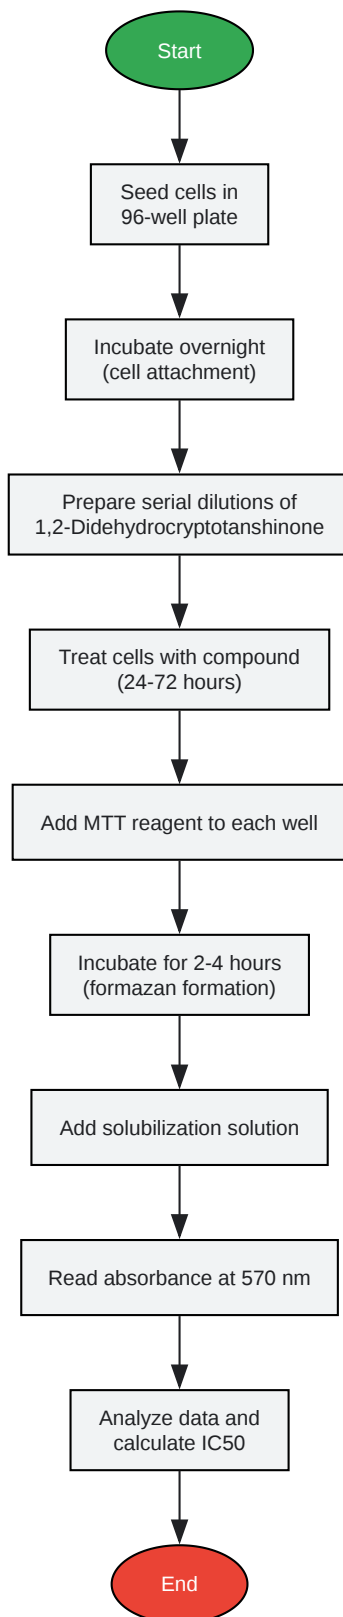 Start
Seed cells in
96-well plate
Incubate overnight
(cell attachment)
Prepare serial dilutions of
1,2-Didehydrocryptotanshinone
Treat cells with compound
(24-72 hours)
Add MTT reagent to each well
Incubate for 2-4 hours
(formazan formation)
Add solubilization solution
Read absorbance at 570 nm
Analyze data and
calculate IC50
End